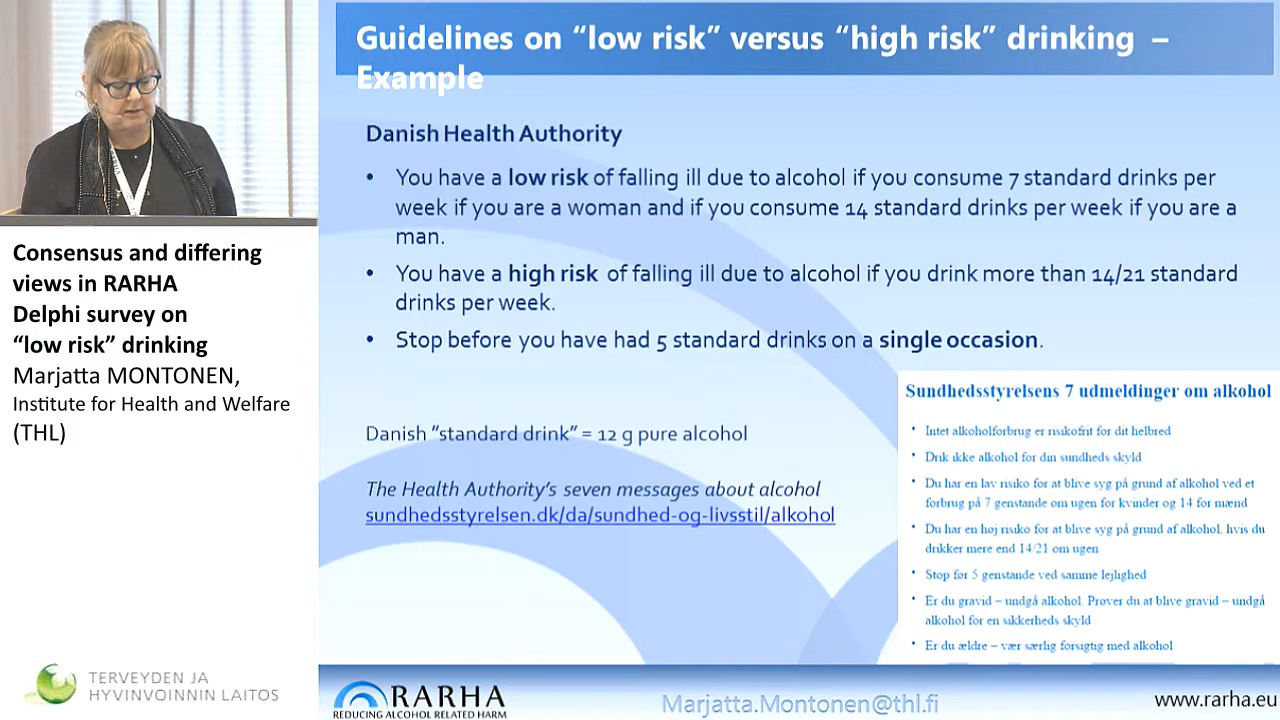 Guidelines on “low risk” versus “high risk” drinking –
Example
Danish Health Authority
• You have a low risk of falling ill due to alcohol if you consume 7 standard drinks per
week if you are a woman and if you consume 14 standard drinks per week if you are a
man.
• You have a high risk of falling ill due to alcohol if you drink more than 14/21 standard
drinks per week.
• Stop before you have had 5 standard drinks on a single occasion.
Danish “standard drink” = 12 g pure alcohol
The Health Authority’s seven messages about alcohol
sundhedsstyrelsen.dk/da/sundhed-og-livsstil/alkohol
Sundhedsstyrelsens 7 udmeldinger om alkohol
• Intet alkoholforbrug er risikofrit for dit helbred
• Drik ikke alkohol for din sundheds skyld
• Du har en lav risiko for at blive syg på grund af alkohol ved et
forbrug på 7 genstande om ugen for kvinder og 14 for mænd
• Du har en høj risiko for at blive syg på grund af alkohol, hvis du
drikker mere end 14/21 om ugen
• Stop før 5 genstande ved samme lejlighed
• Er du gravid – undgå alkohol. Prøver du at blive gravid – undgå
alkohol for en sikkerheds skyld
• Er du ældre – vær særlig forsigtig med alkohol
Consensus and differing
views in RARHA
Delphi survey on
“low risk” drinking
Marjatta MONTONEN,
Institute for Health and Welfare
(THL)
TERVEYDEN JA
HYVINVOINNIN LAITOS
RARHA
REDUCING ALCOHOL RELATED HARM
Marjatta.Montonen@thl.fi
www.rarha.eu